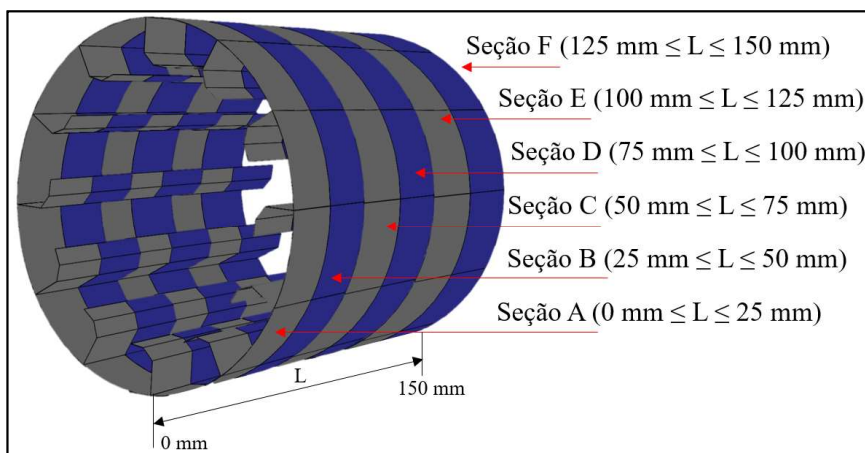 Seção F (125 mm ≤ L ≤ 150 mm)
Seção E (100 mm ≤ L ≤ 125 mm)
Seção D (75 mm ≤ L ≤ 100 mm)
Seção C (50 mm ≤ L ≤ 75 mm)
Seção B (25 mm ≤ L ≤ 50 mm)
Seção A (0 mm ≤ L ≤ 25 mm)
L
150 mm
0 mm